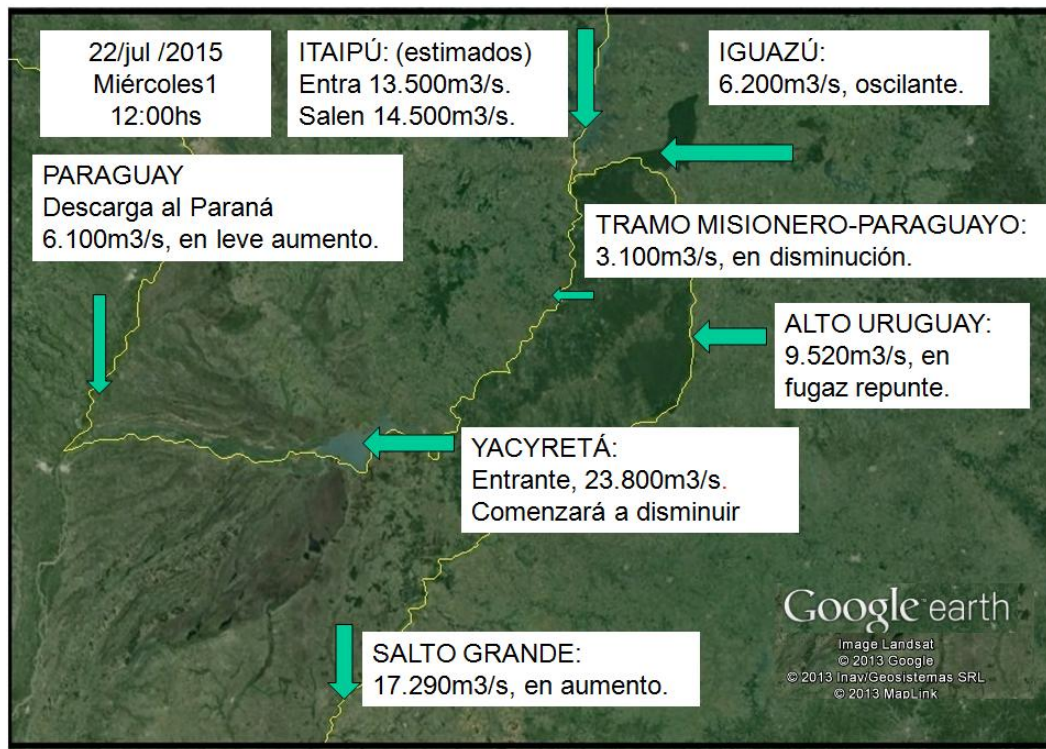 22/jul /2015
Miércoles1
12:00hs
ITAIPÚ: (estimados)
Entra 13.500m3/s.
Salen 14.500m3/s.
IGUAZÚ:
6.200m3/s, oscilante.
PARAGUAY
Descarga al Paraná
6.100m3/s, en leve aumento.
TRAMO MISIONERO-PARAGUAYO:
3.100m3/s, en disminución.
ALTO URUGUAY:
9.520m3/s, en
fugaz repunte.
YACYRETÁ:
Entrante, 23.800m3/s.
Comenzará a disminuir
SALTO GRANDE:
17.290m3/s, en aumento.
Google earth
Image Landsat
© 2013 Google
© 2013 Inav/Geosistemas SRL
© 2013 MapLink